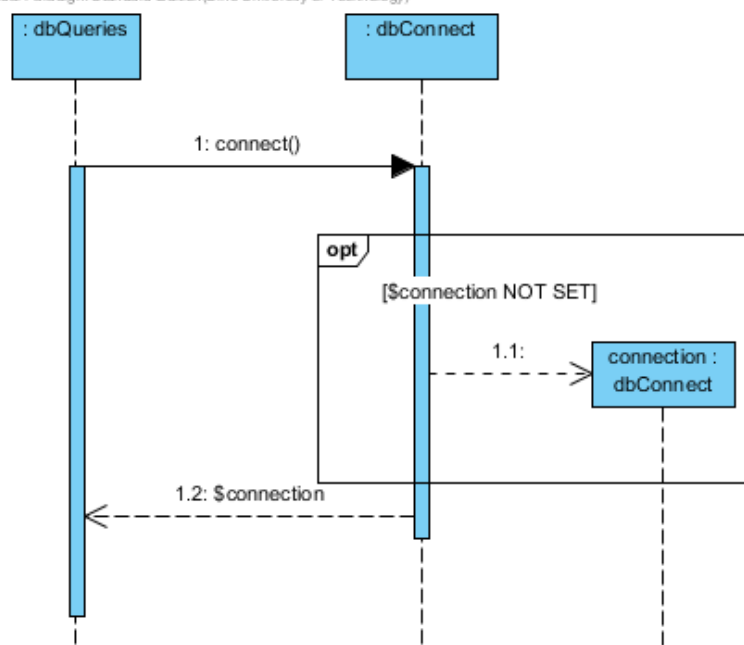 : dbQueries
: dbConnect
1: connect()
opt
[$connection NOT SET]
1.1:
connection :
dbConnect
1.2: $connection